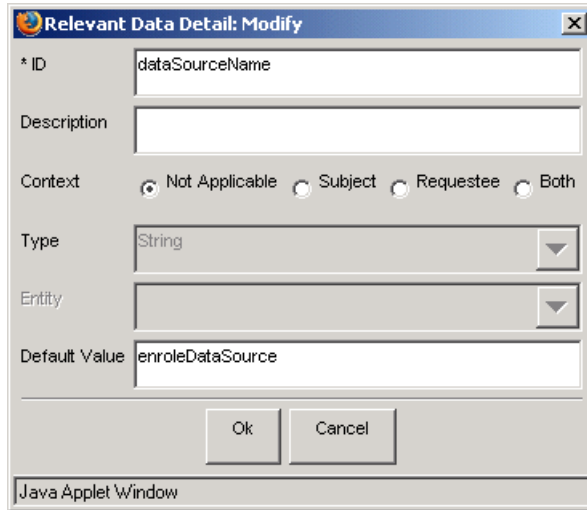 Relevant Data Detail: Modify
* ID dataSourceName
Description
Context Not Applicable Subject Requestee Both
Type String
Entity
Default Value enroleDataSource
Ok Cancel
Java Applet Window